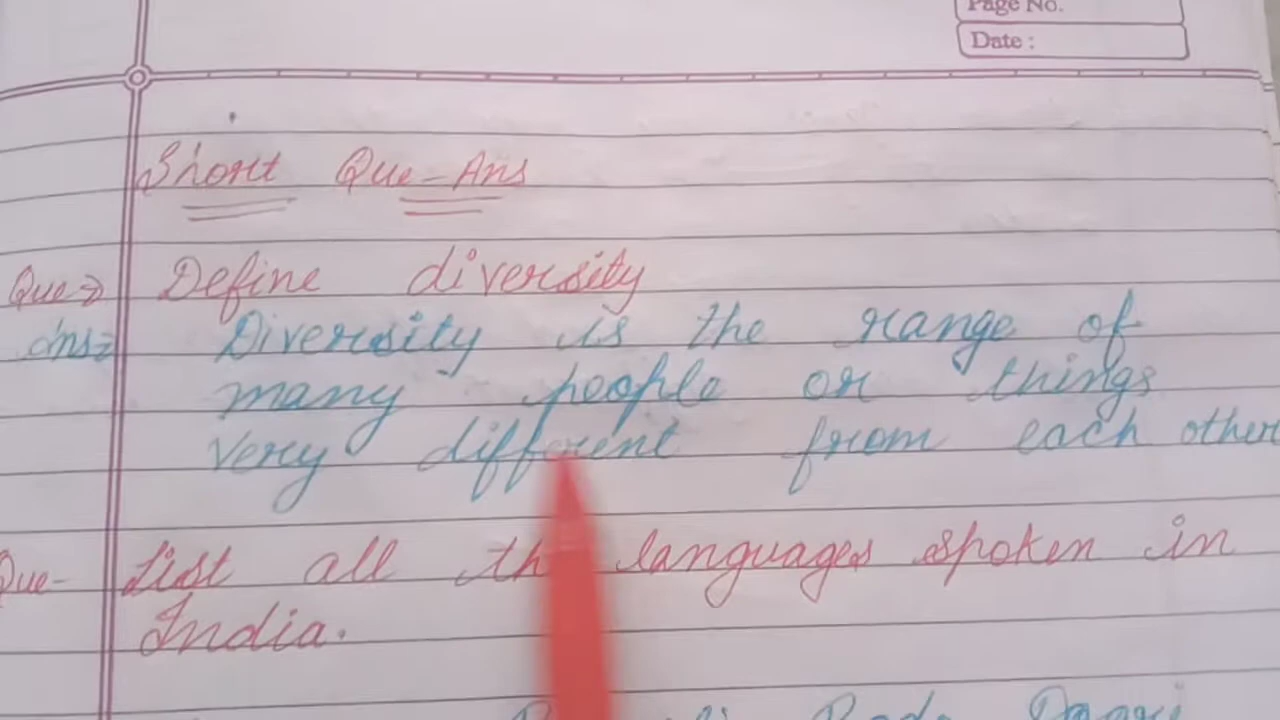 Page No.
Date :
Short Que-Ans
Que⇒ Define diversity
Ans⇒ Diversity is the range of
many people or things
very different from each other
Que- List all th languages spoken in
India.